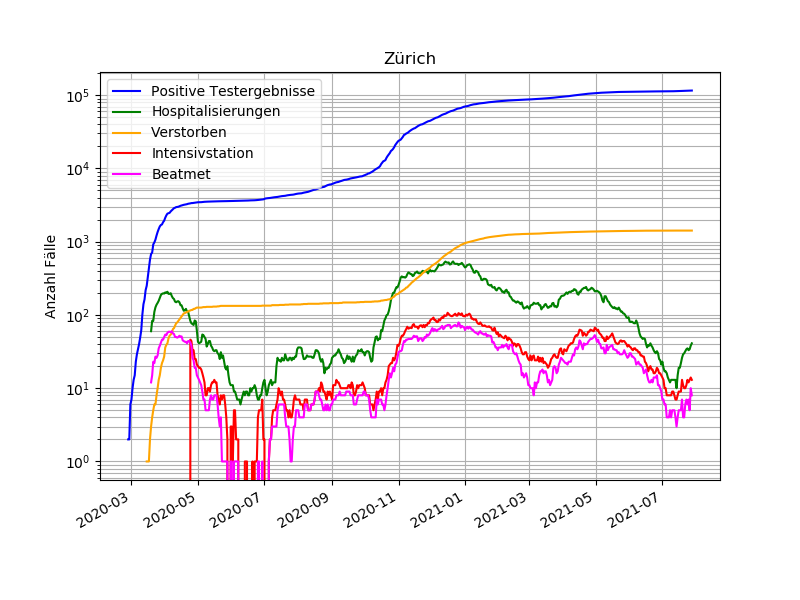 Zürich
Positive Testergebnisse
Hospitalisierungen
Verstorben
Intensivstation
Beatmet
Anzahl Fälle
10^5
10^4
10^3
10^2
10^1
10^0
2020-03
2020-05
2020-07
2020-09
2020-11
2021-01
2021-03
2021-05
2021-07